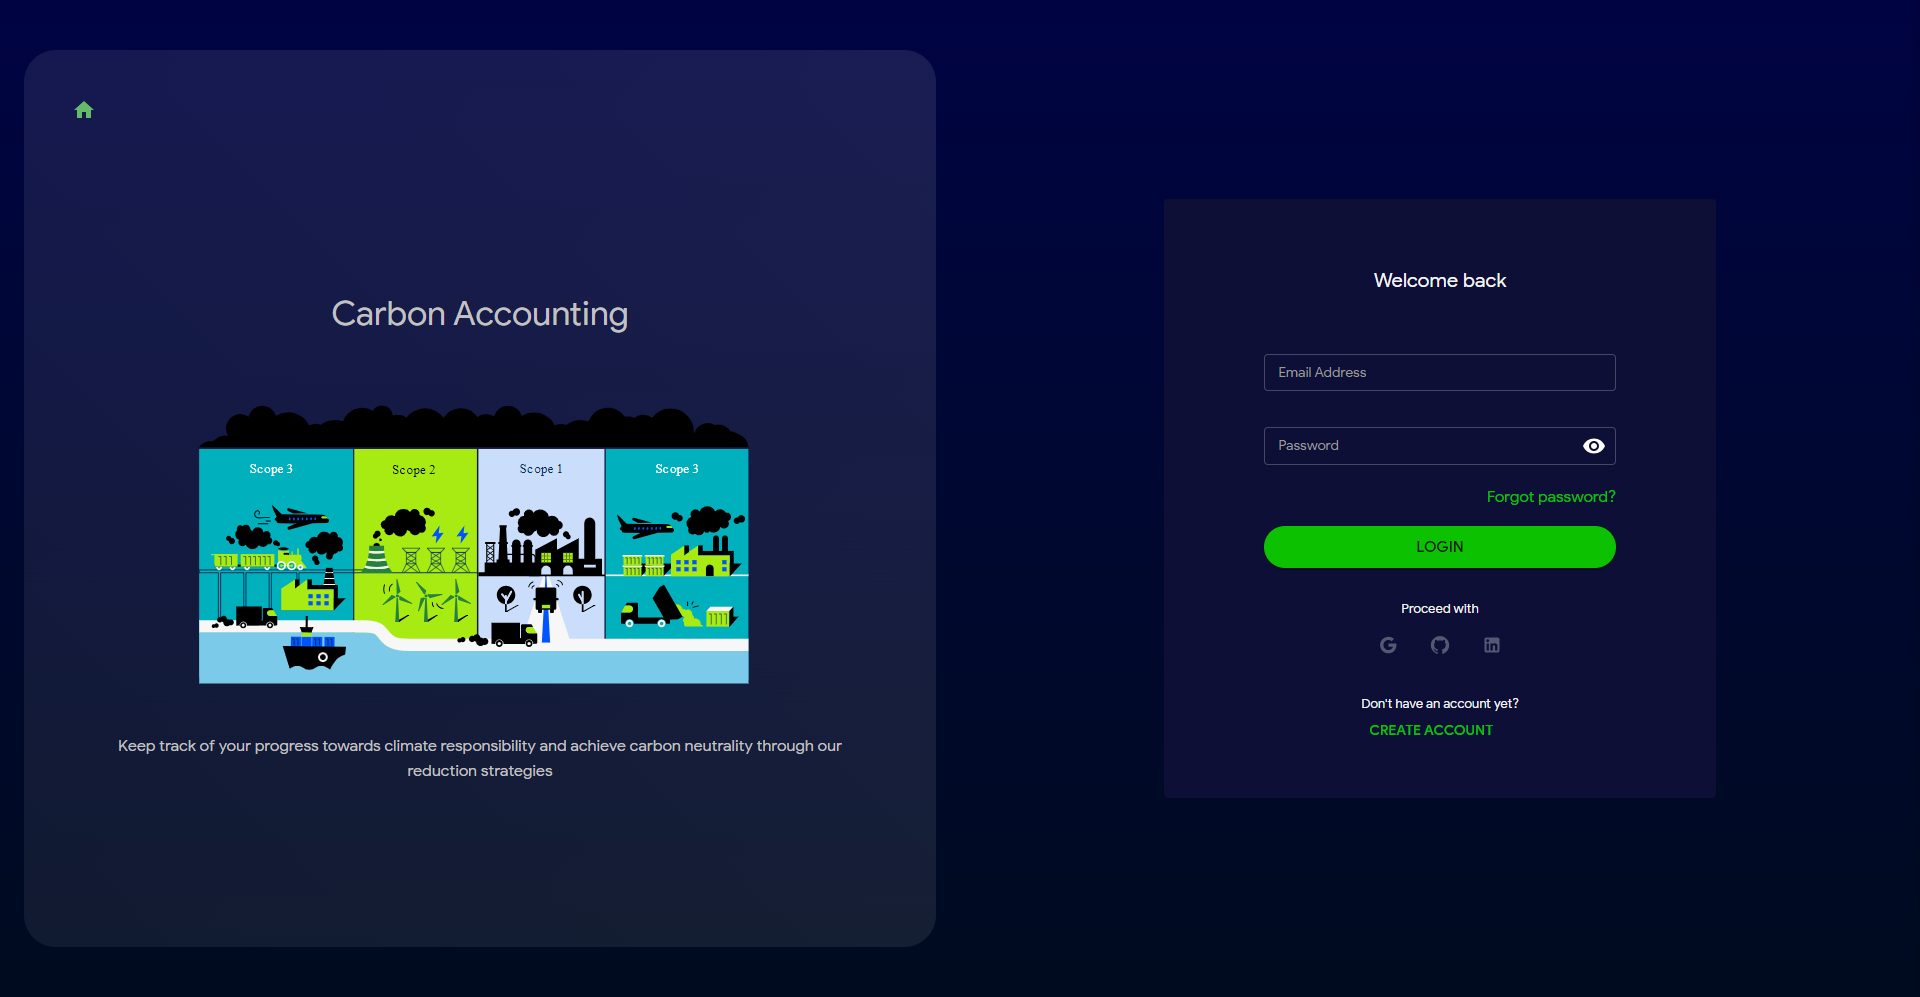 Carbon Accounting
Scope 3
Scope 2
Scope 1
Scope 3
Keep track of your progress towards climate responsibility and achieve carbon neutrality through our
reduction strategies
Welcome back
Email Address
Password
Forgot password?
LOGIN
Proceed with
Don't have an account yet?
CREATE ACCOUNT